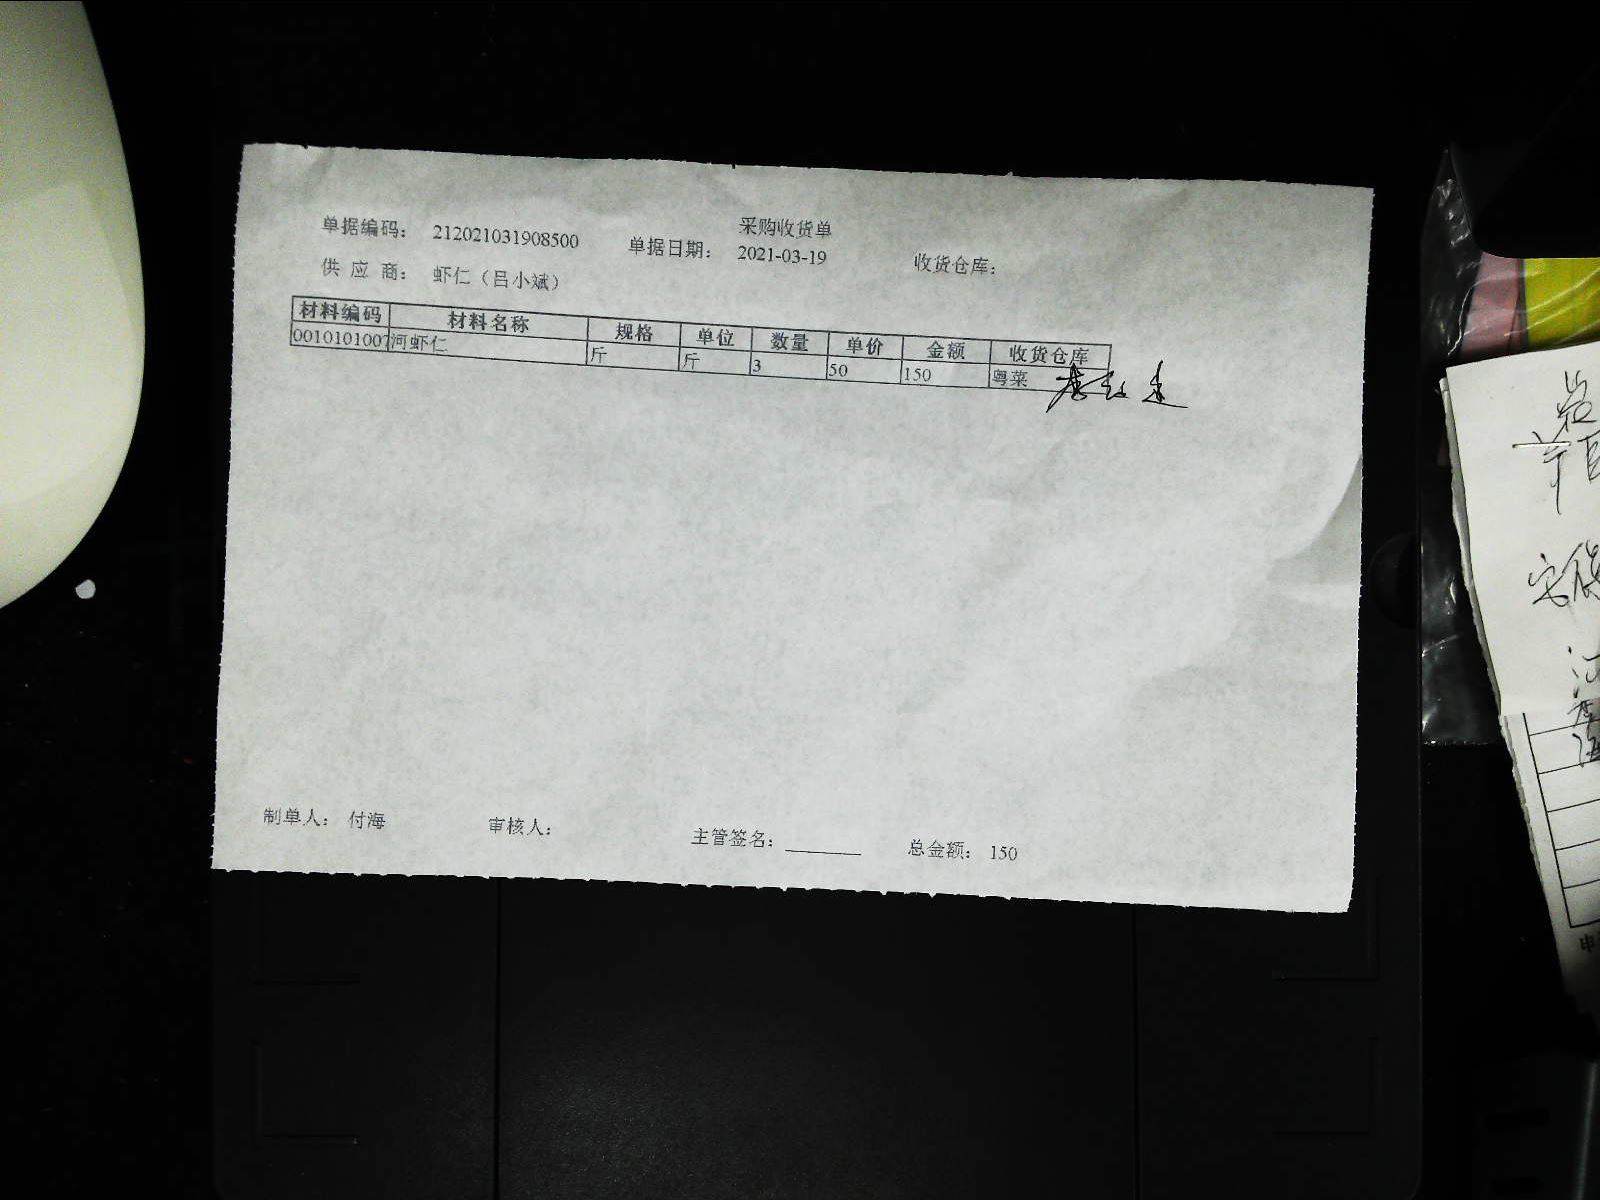 采购收货单
单据编码： 212021031908500 单据日期： 2021-03-19 收货仓库：
供 应 商： 虾仁（吕小斌）
材料编码 材料名称 规格 单位 数量 单价 金额 收货仓库
0010101007 河虾仁 斤 斤 3 50 150 粤菜
制单人： 付海 审核人： 主管签名： 总金额： 150